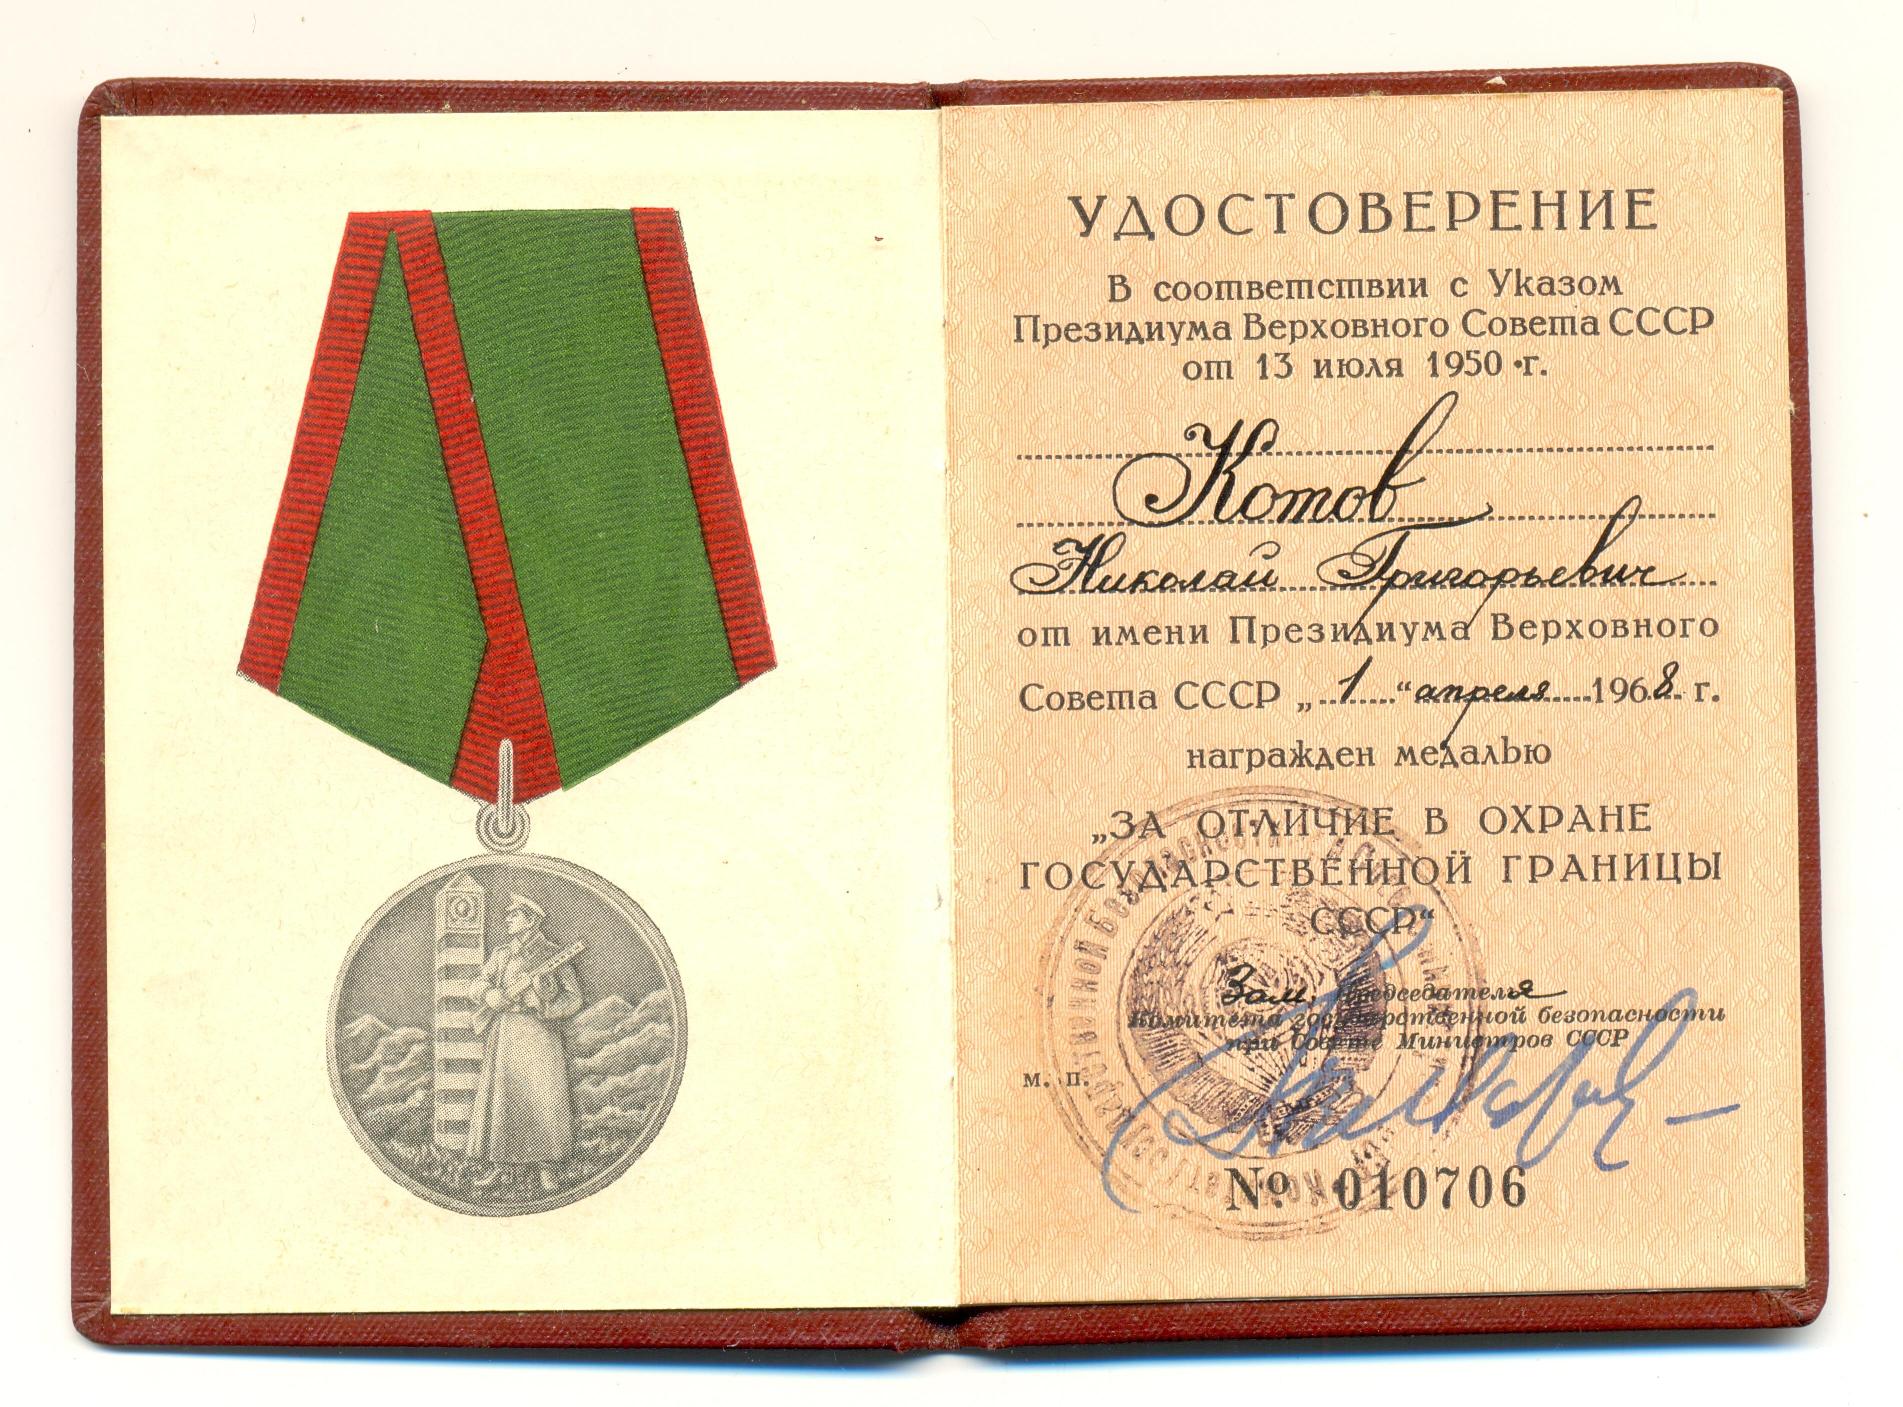 УДОСТОВЕРЕНИЕ
В соответствии с Указом
Президиума Верховного Совета СССР
от 13 июля 1950 г.
Котов
Николай Григорьевич
от имени Президиума Верховного
Совета СССР „1“ апреля 1968 г.
награжден медалью
„ЗА ОТЛИЧИЕ В ОХРАНЕ
ГОСУДАРСТВЕННОЙ ГРАНИЦЫ
СССР“
Зам. Председателя
Комитета государственной безопасности
при Совете Министров СССР
м. п.
№ 010706